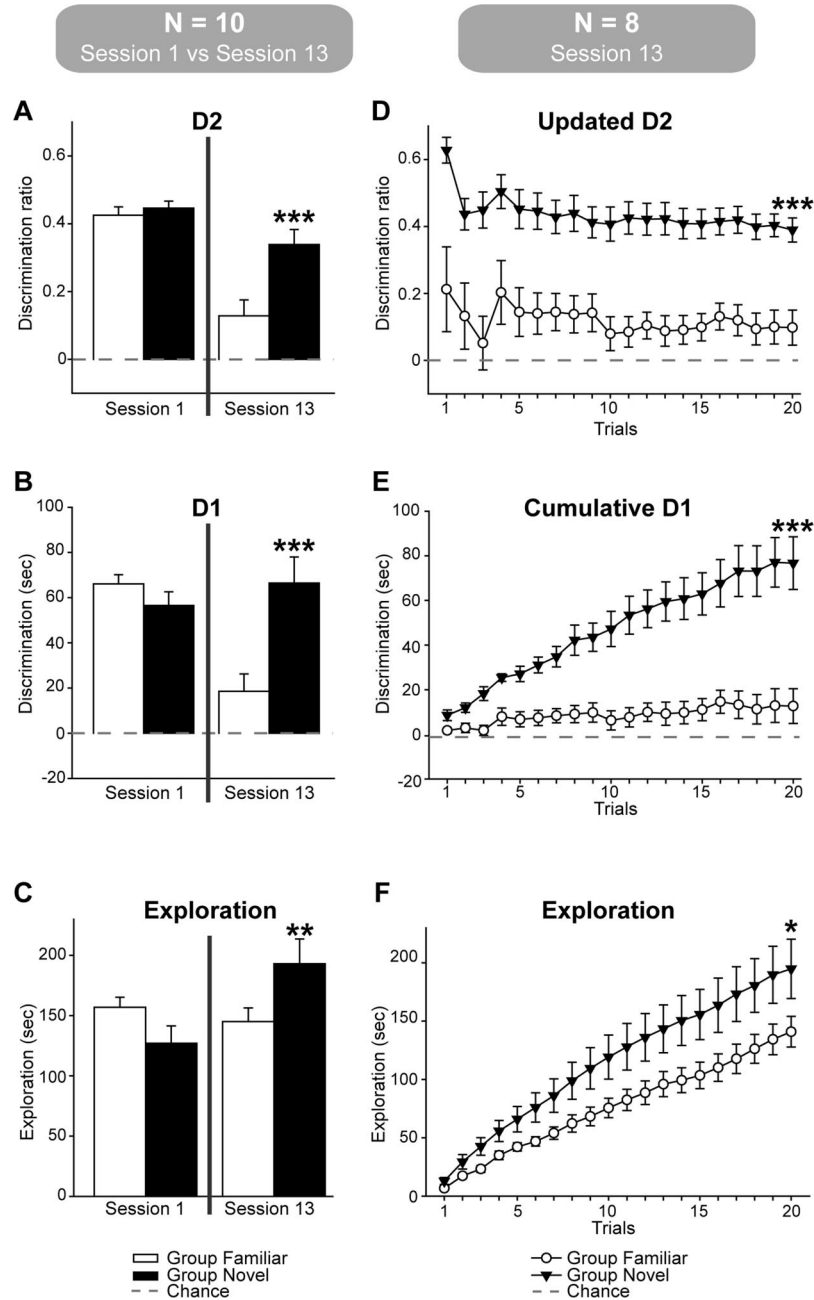 N = 10
Session 1 vs Session 13
N = 8
Session 13
A
D2
Discrimination ratio
0.6
0.4
0.2
0
***
Session 1
Session 13
D
Updated D2
Discrimination ratio
0.6
0.4
0.2
0
***
1
5
10
15
20
Trials
B
D1
Discrimination (sec)
100
80
60
40
20
0
-20
***
Session 1
Session 13
E
Cumulative D1
Discrimination (sec)
100
80
60
40
20
0
-20
***
1
5
10
15
20
Trials
C
Exploration
Exploration (sec)
200
150
100
50
0
**
Session 1
Session 13
F
Exploration
Exploration (sec)
200
150
100
50
0
*
1
5
10
15
20
Trials
Group Familiar
Group Novel
Chance
Group Familiar
Group Novel
Chance